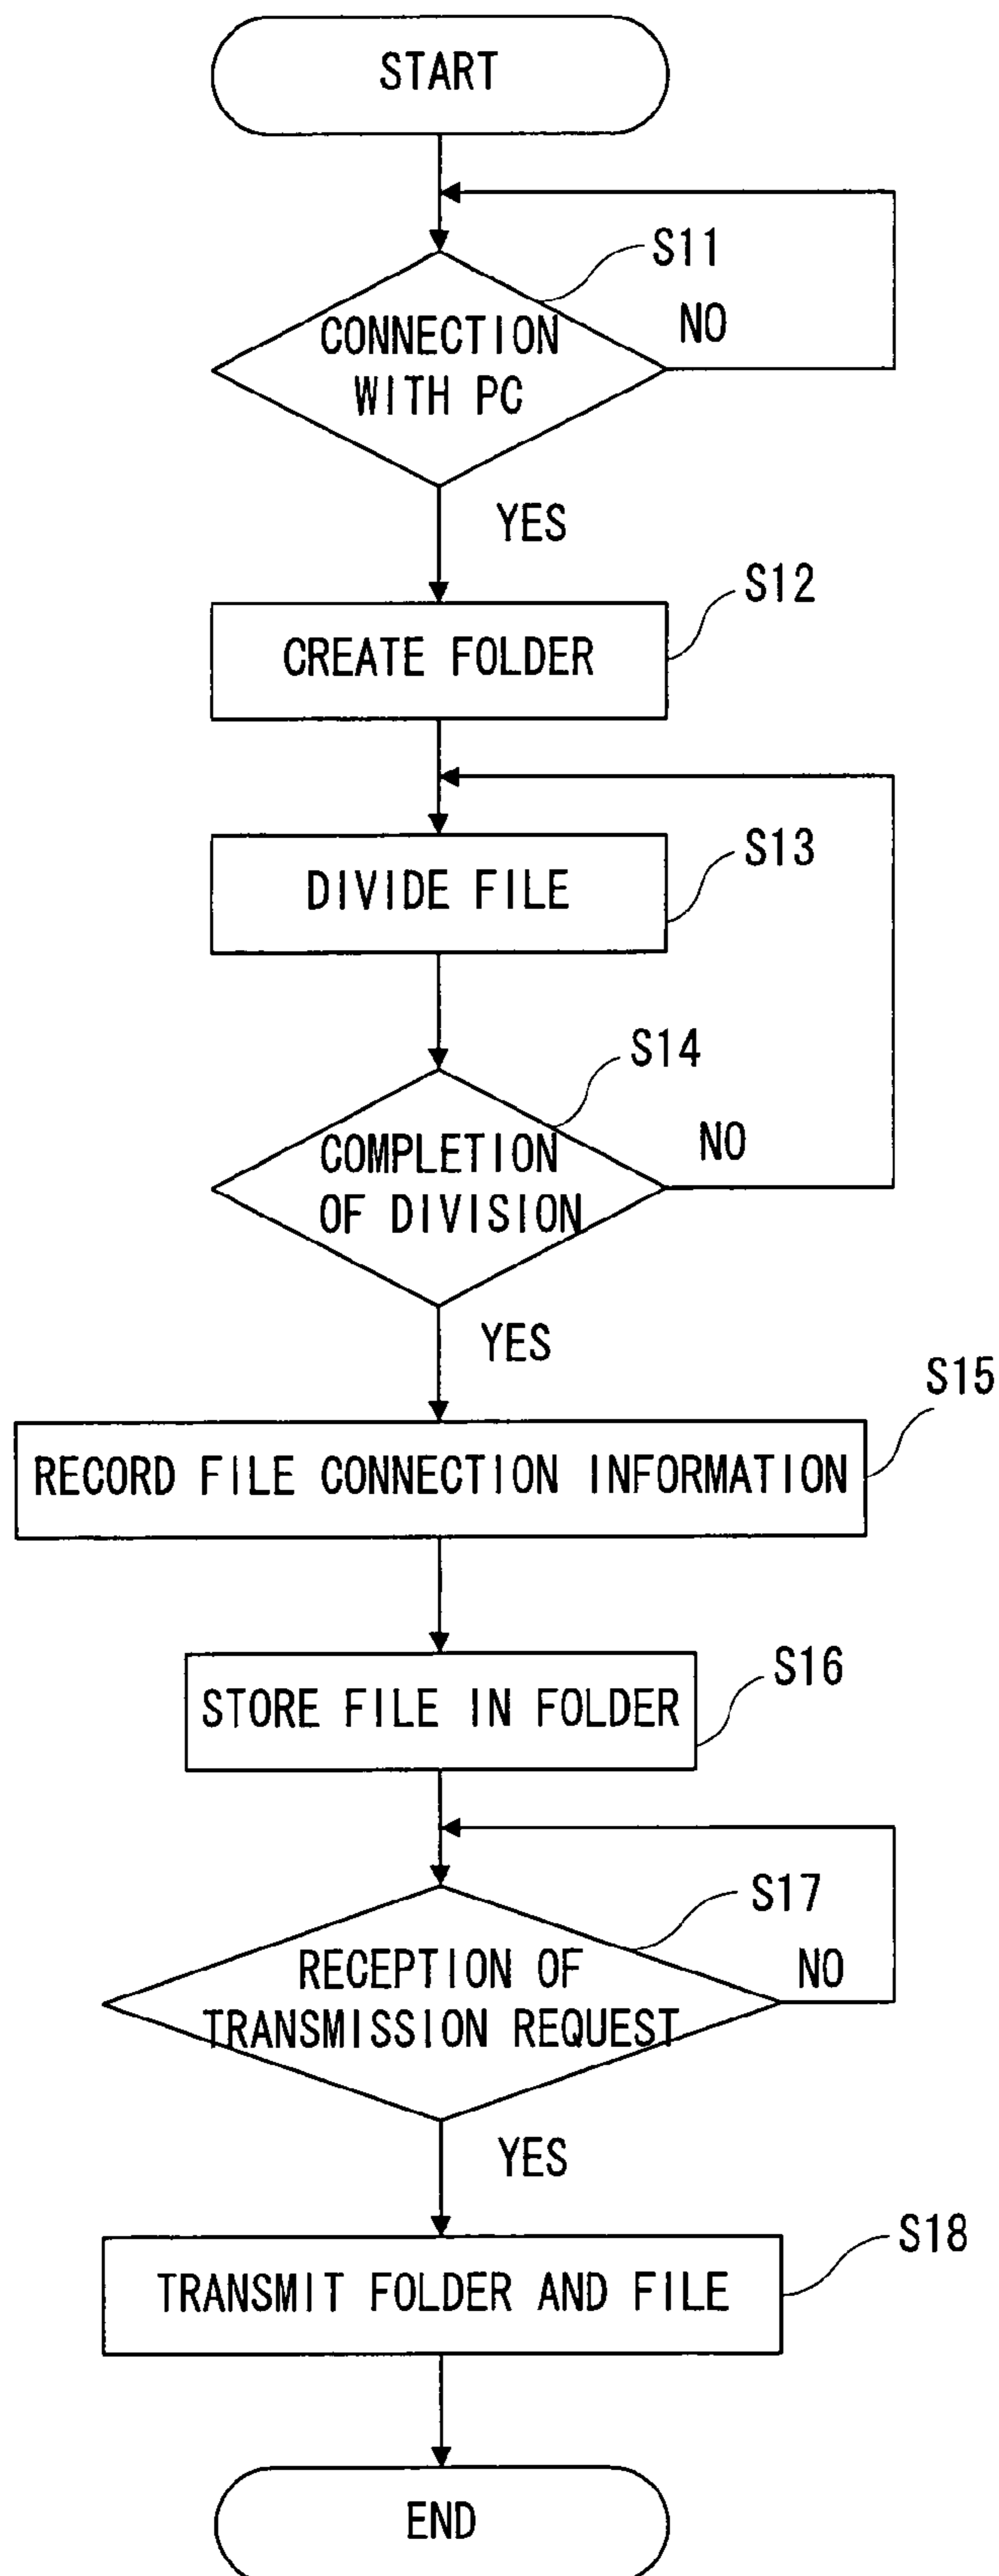 START
S11
CONNECTION
WITH PC
NO
YES
S12
CREATE FOLDER
S13
DIVIDE FILE
S14
COMPLETION
OF DIVISION
NO
YES
S15
RECORD FILE CONNECTION INFORMATION
S16
STORE FILE IN FOLDER
S17
RECEPTION OF
TRANSMISSION REQUEST
NO
YES
S18
TRANSMIT FOLDER AND FILE
END